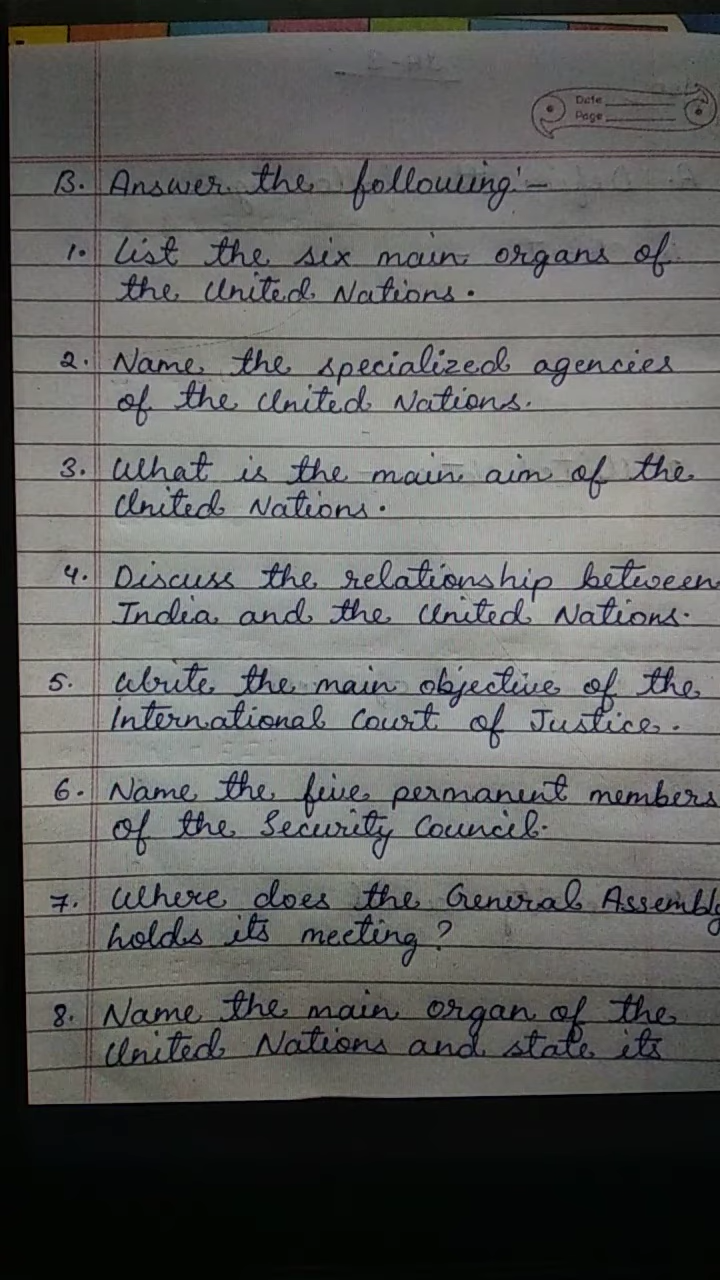 Date
Page
B. Answer the following:-
1. List the six main organs of
the United Nations.
2. Name the specialized agencies
of the United Nations.
3. What is the main aim of the
United Nations.
4. Discuss the relationship between
India and the United Nations.
5. Write the main objective of the
International Court of Justice.
6. Name the five permanent members
of the Security Council.
7. Where does the General Assembly
holds its meeting?
8. Name the main organ of the
United Nations and state its